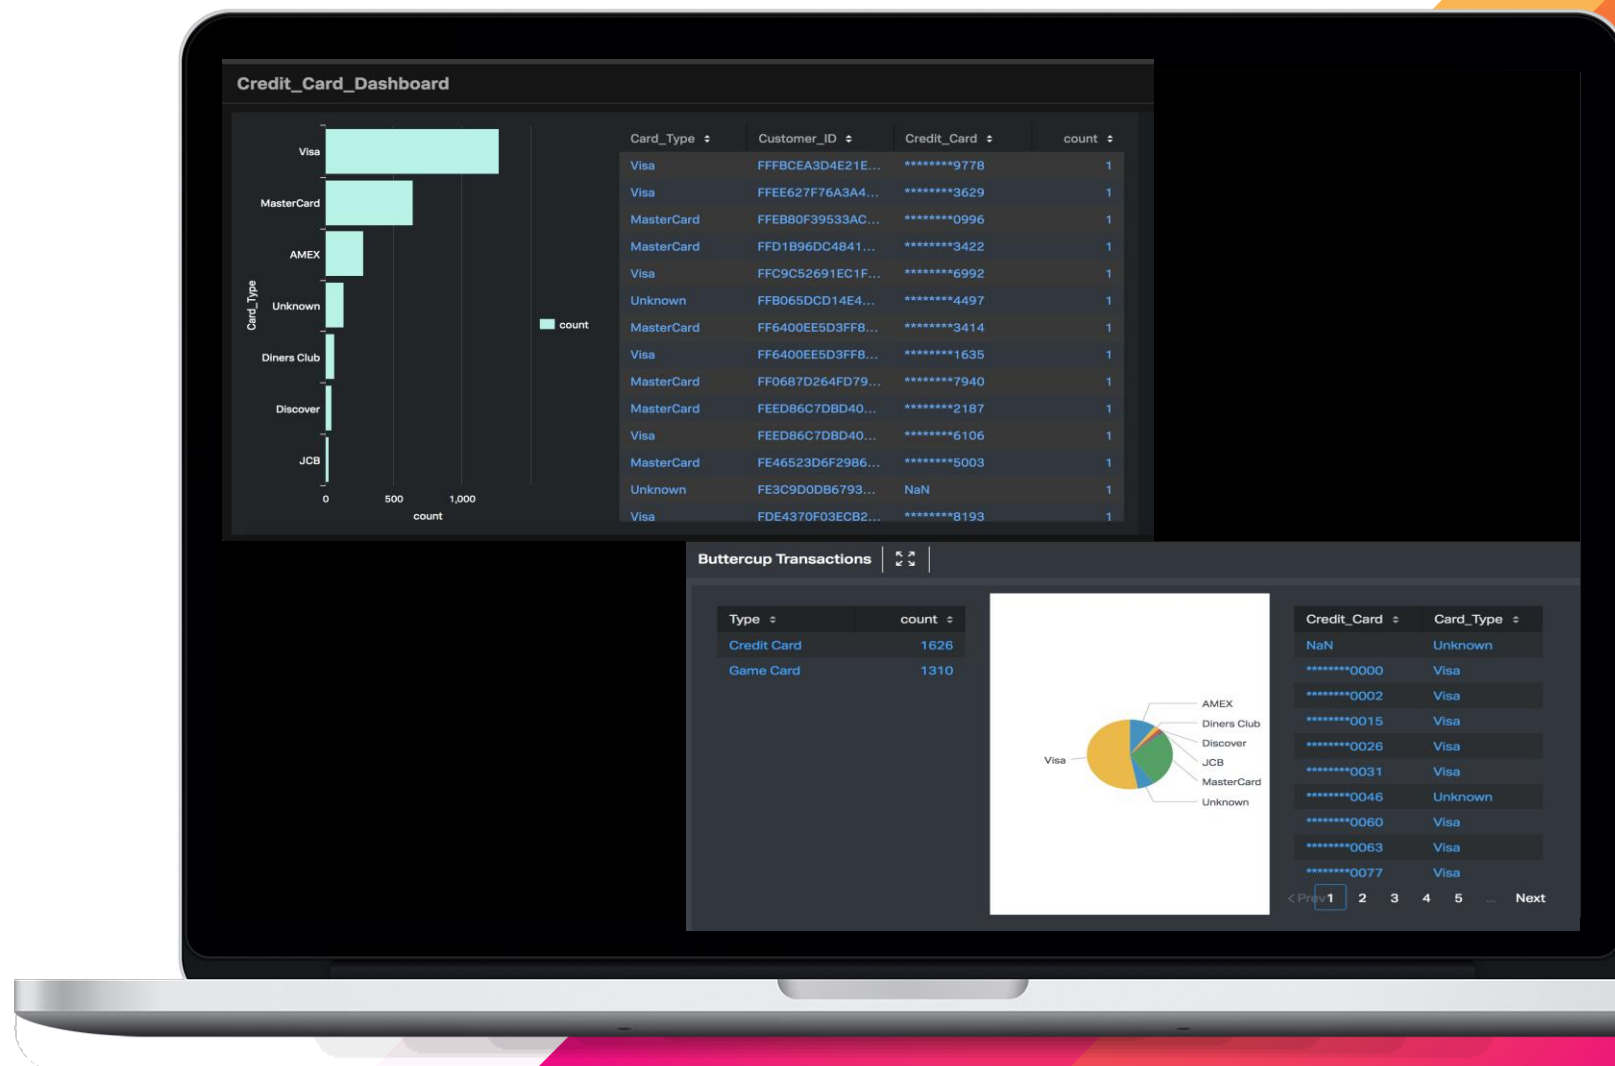 Credit_Card_Dashboard
Visa
MasterCard
AMEX
Unknown
Diners Club
Discover
JCB
Card_Type
0 500 1,000
count
count
Card_Type Customer_ID Credit_Card count
Visa FFFBCEA3D4E21E... ********9778 1
Visa FFEE627F76A3A4... ********3629 1
MasterCard FFEB80F39533AC... ********0996 1
MasterCard FFD1B96DC4841... ********3422 1
Visa FFC9C52691EC1F... ********6992 1
Unknown FFB065DCD14E4... ********4497 1
MasterCard FF6400EE5D3FF8... ********3414 1
Visa FF6400EE5D3FF8... ********1635 1
MasterCard FF0687D264FD79... ********7940 1
MasterCard FEED86C7DBD40... ********2187 1
Visa FEED86C7DBD40... ********6106 1
MasterCard FE46523D6F2986... ********5003 1
Unknown FE3C9D0DB6793... NaN 1
Visa FDE4370F03ECB2... ********8193 1
Buttercup Transactions
Type count
Credit Card 1626
Game Card 1310
AMEX
Diners Club
Discover
JCB
MasterCard
Unknown
Visa
Credit_Card Card_Type
NaN Unknown
********0000 Visa
********0002 Visa
********0015 Visa
********0026 Visa
********0031 Visa
********0046 Unknown
********0060 Visa
********0063 Visa
********0077 Visa
<Prev 1 2 3 4 5 ... Next